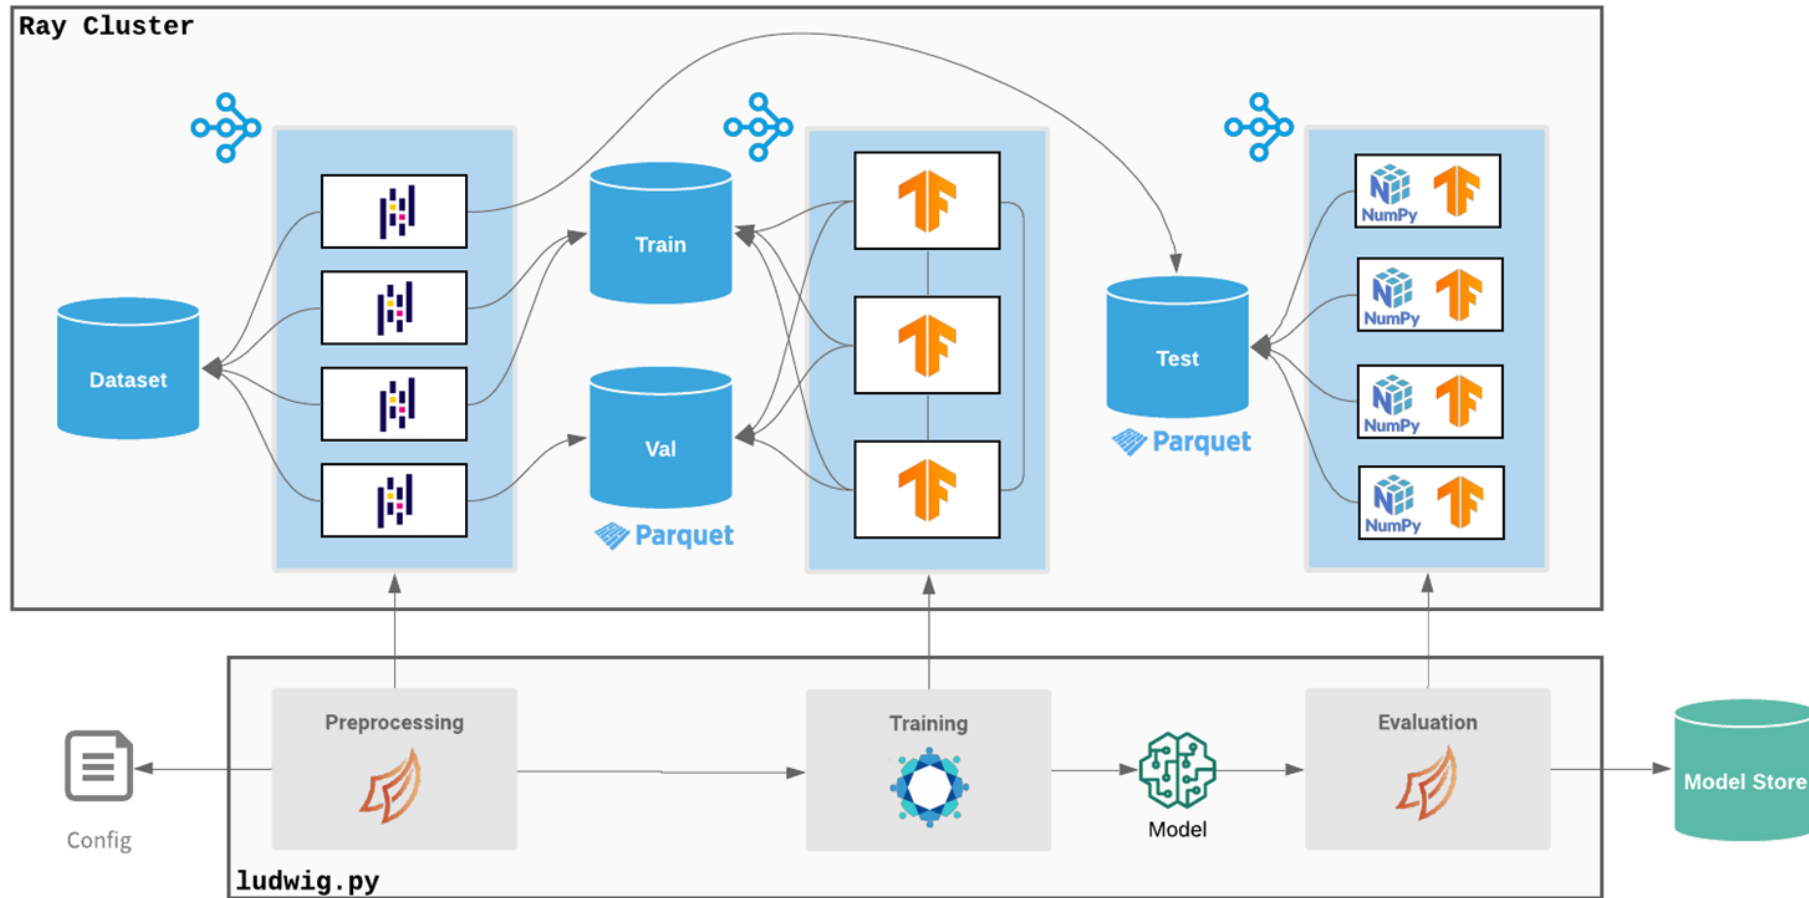 Ray Cluster
Train
Dataset
Val
Parquet
Test
Parquet
NumPy
NumPy
NumPy
NumPy
Preprocessing
Training
Evaluation
Config
Model
Model Store
ludwig.py